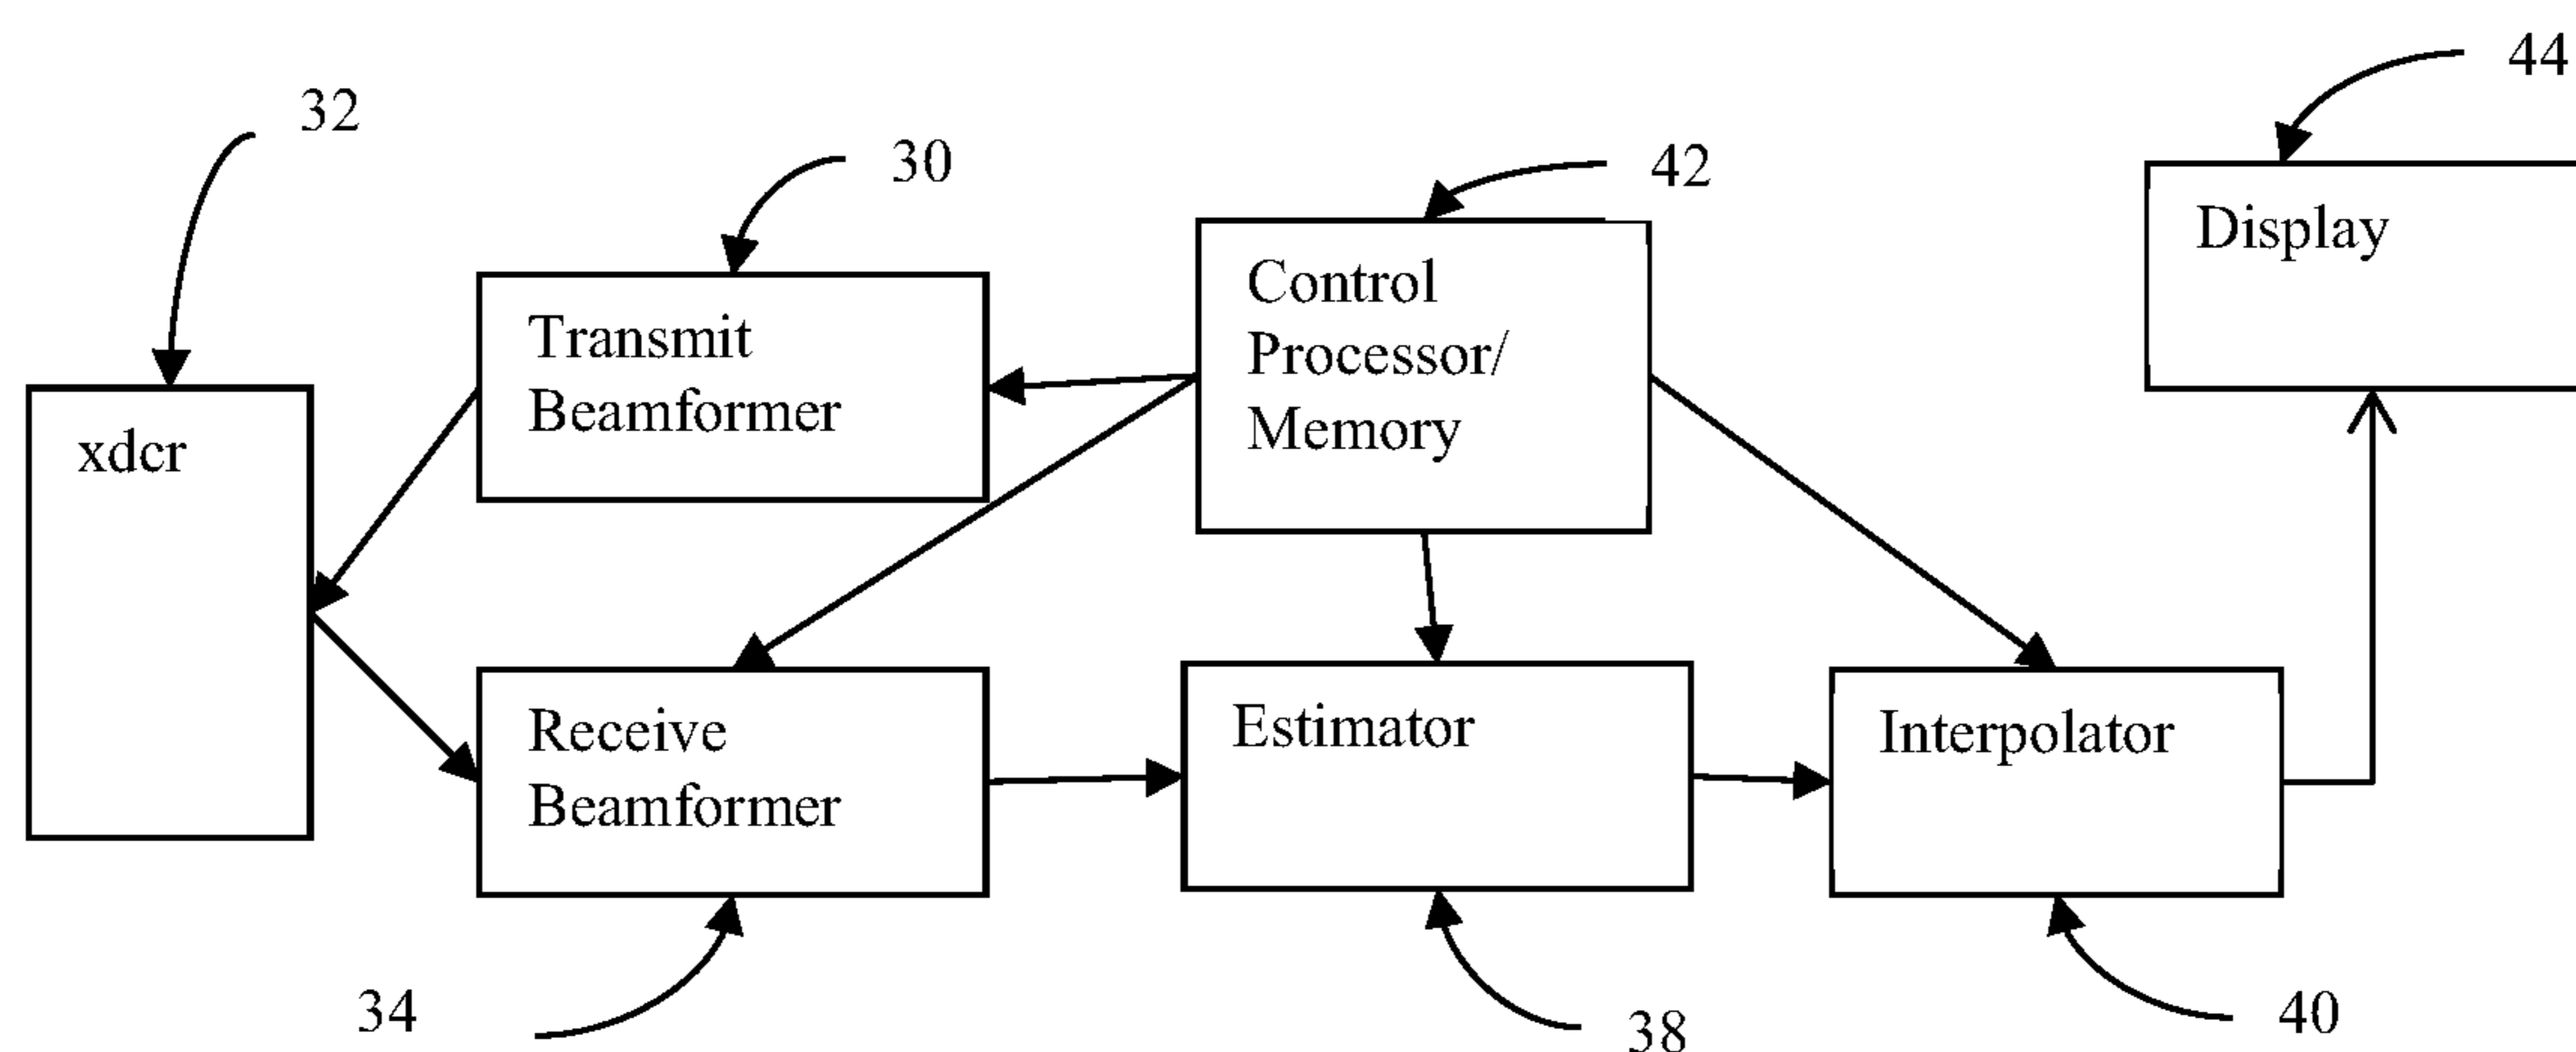 44
32
30
42
Display
Control
Processor/
Memory
Transmit
Beamformer
xdcr
Receive
Beamformer
Estimator
Interpolator
34
38
40